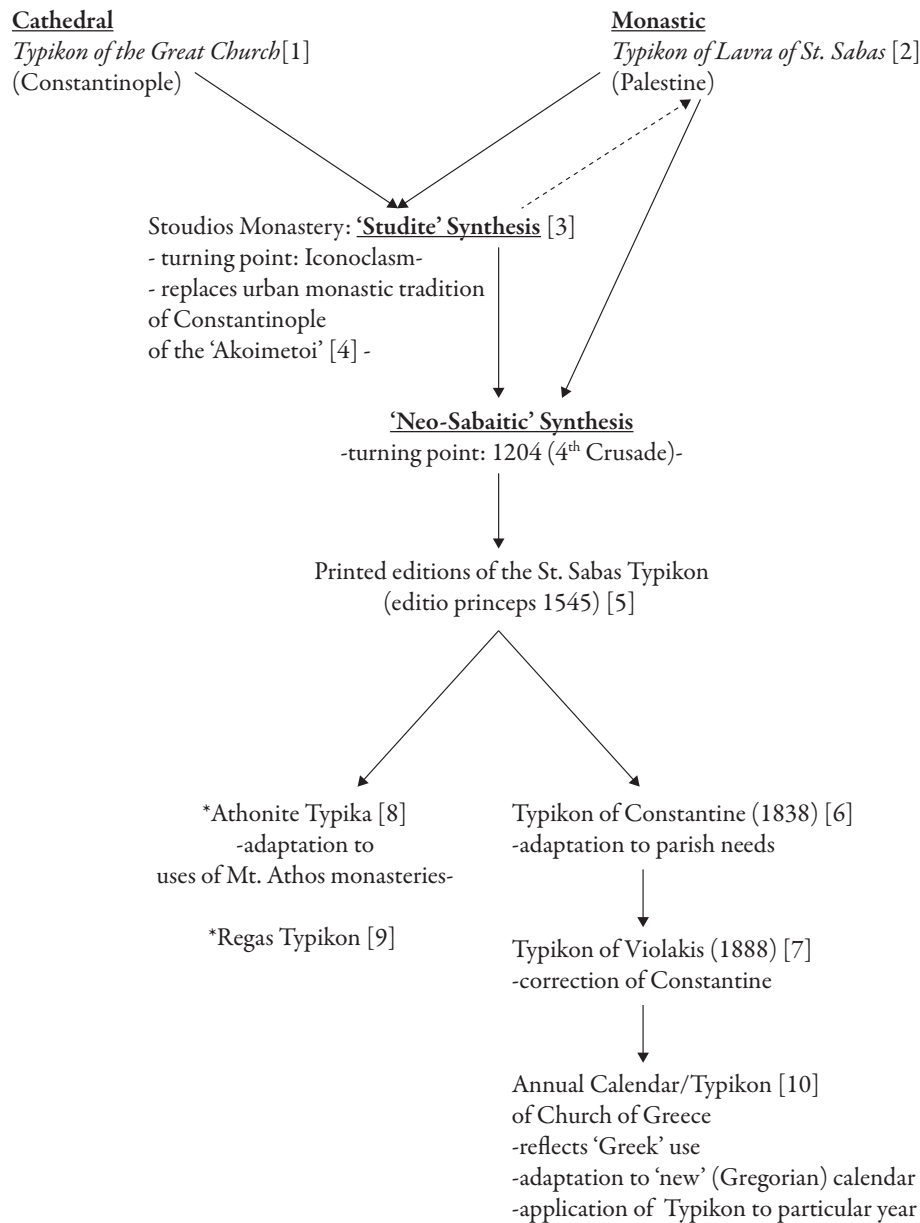 Cathedral
Typikon of the Great Church[1]
(Constantinople)
Monastic
Typikon of Lavra of St. Sabas [2]
(Palestine)
Stoudios Monastery: ‘Studite’ Synthesis [3]
- turning point: Iconoclasm-
- replaces urban monastic tradition
of Constantinople
of the ‘Akoimetoi’ [4] -
‘Neo-Sabaitic’ Synthesis
-turning point: 1204 (4th Crusade)-
Printed editions of the St. Sabas Typikon
(editio princeps 1545) [5]
*Athonite Typika [8]
-adaptation to
uses of Mt. Athos monasteries-
*Regas Typikon [9]
Typikon of Constantine (1838) [6]
-adaptation to parish needs
Typikon of Violakis (1888) [7]
-correction of Constantine
Annual Calendar/Typikon [10]
of Church of Greece
-reflects ‘Greek’ use
-adaptation to ‘new’ (Gregorian) calendar
-application of Typikon to particular year